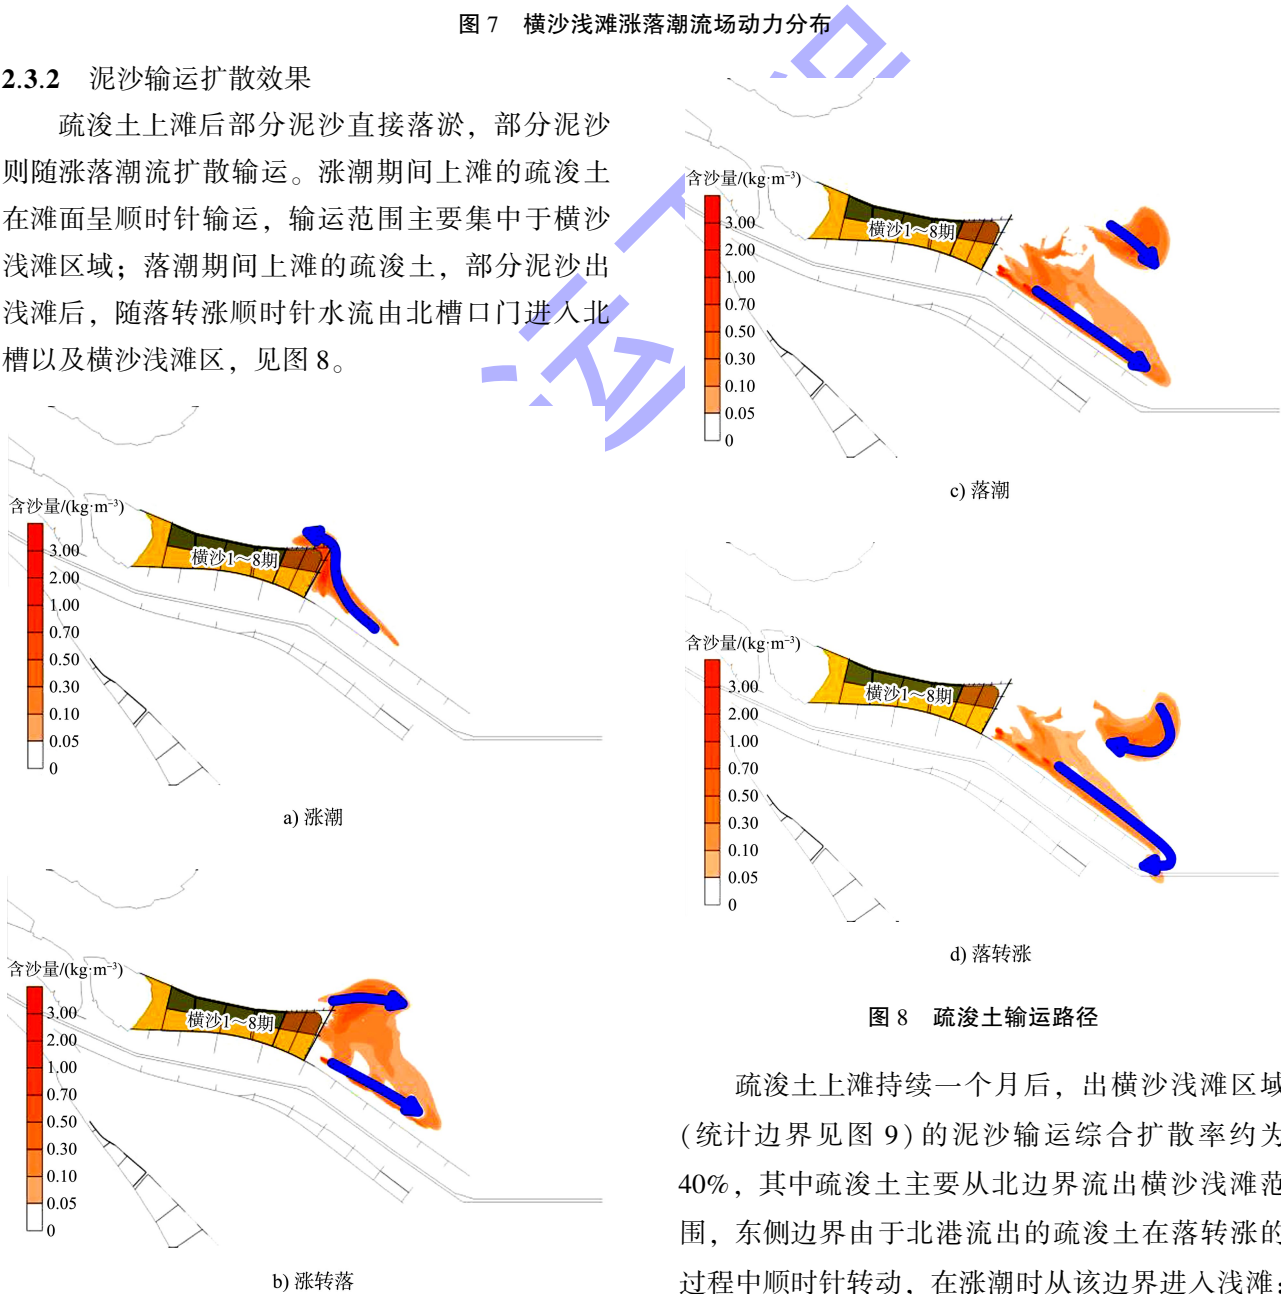 图 7　横沙浅滩涨落潮流场动力分布
2.3.2　泥沙输运扩散效果
疏浚土上滩后部分泥沙直接落淤，部分泥沙
则随涨落潮流扩散输运。涨潮期间上滩的疏浚土
在滩面呈顺时针输运，输运范围主要集中于横沙
浅滩区域；落潮期间上滩的疏浚土，部分泥沙出
浅滩后，随落转涨顺时针水流由北槽口门进入北
槽以及横沙浅滩区，见图 8。
含沙量/(kg·m⁻³)
3.00
2.00
1.00
0.70
0.50
0.30
0.10
0.05
0
横沙1～8期
a) 涨潮
含沙量/(kg·m⁻³)
3.00
2.00
1.00
0.70
0.50
0.30
0.10
0.05
0
横沙1～8期
b) 涨转落
含沙量/(kg·m⁻³)
3.00
2.00
1.00
0.70
0.50
0.30
0.10
0.05
0
横沙1～8期
c) 落潮
含沙量/(kg·m⁻³)
3.00
2.00
1.00
0.70
0.50
0.30
0.10
0.05
0
横沙1～8期
d) 落转涨
图 8　疏浚土输运路径
疏浚土上滩持续一个月后，出横沙浅滩区域
(统计边界见图 9)的泥沙输运综合扩散率约为
40%，其中疏浚土主要从北边界流出横沙浅滩范
围，东侧边界由于北港流出的疏浚土在落转涨的
过程中顺时针转动，在涨潮时从该边界进入浅滩；